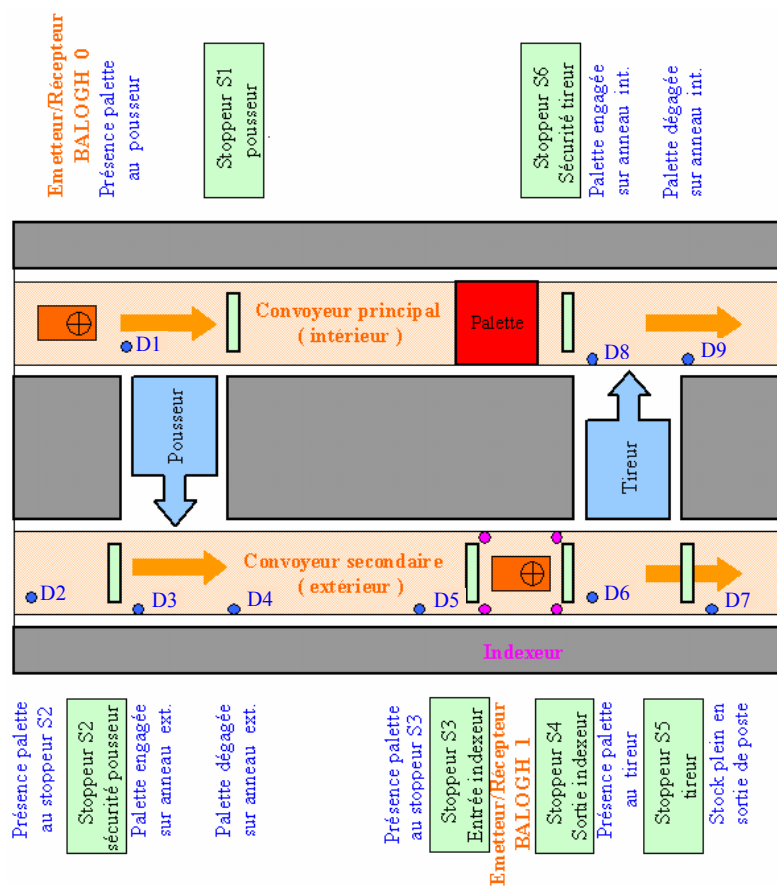 Emetteur/Récepteur
BALOGH 0
Présence palette
au pousseur
Stoppeur S1
pousseur
Stoppeur S6
Sécurité tireur
Palette engagée
sur anneau int.
Palette dégagée
sur anneau int.
Convoyeur principal
( intérieur )
Palette
D1
D8
D9
Pousseur
Tireur
Convoyeur secondaire
( extérieur )
D2
D3
D4
D5
D6
D7
Indexeur
Présence palette
au stoppeur S2
Stoppeur S2
sécurité pousseur
Palette engagée
sur anneau ext.
Palette dégagée
sur anneau ext.
Présence palette
au stoppeur S3
Stoppeur S3
Entrée indexeur
Emetteur/Récepteur
BALOGH 1
Stoppeur S4
Sortie indexeur
Présence palette
au tireur
Stoppeur S5
tireur
Stock plein en
sortie de poste